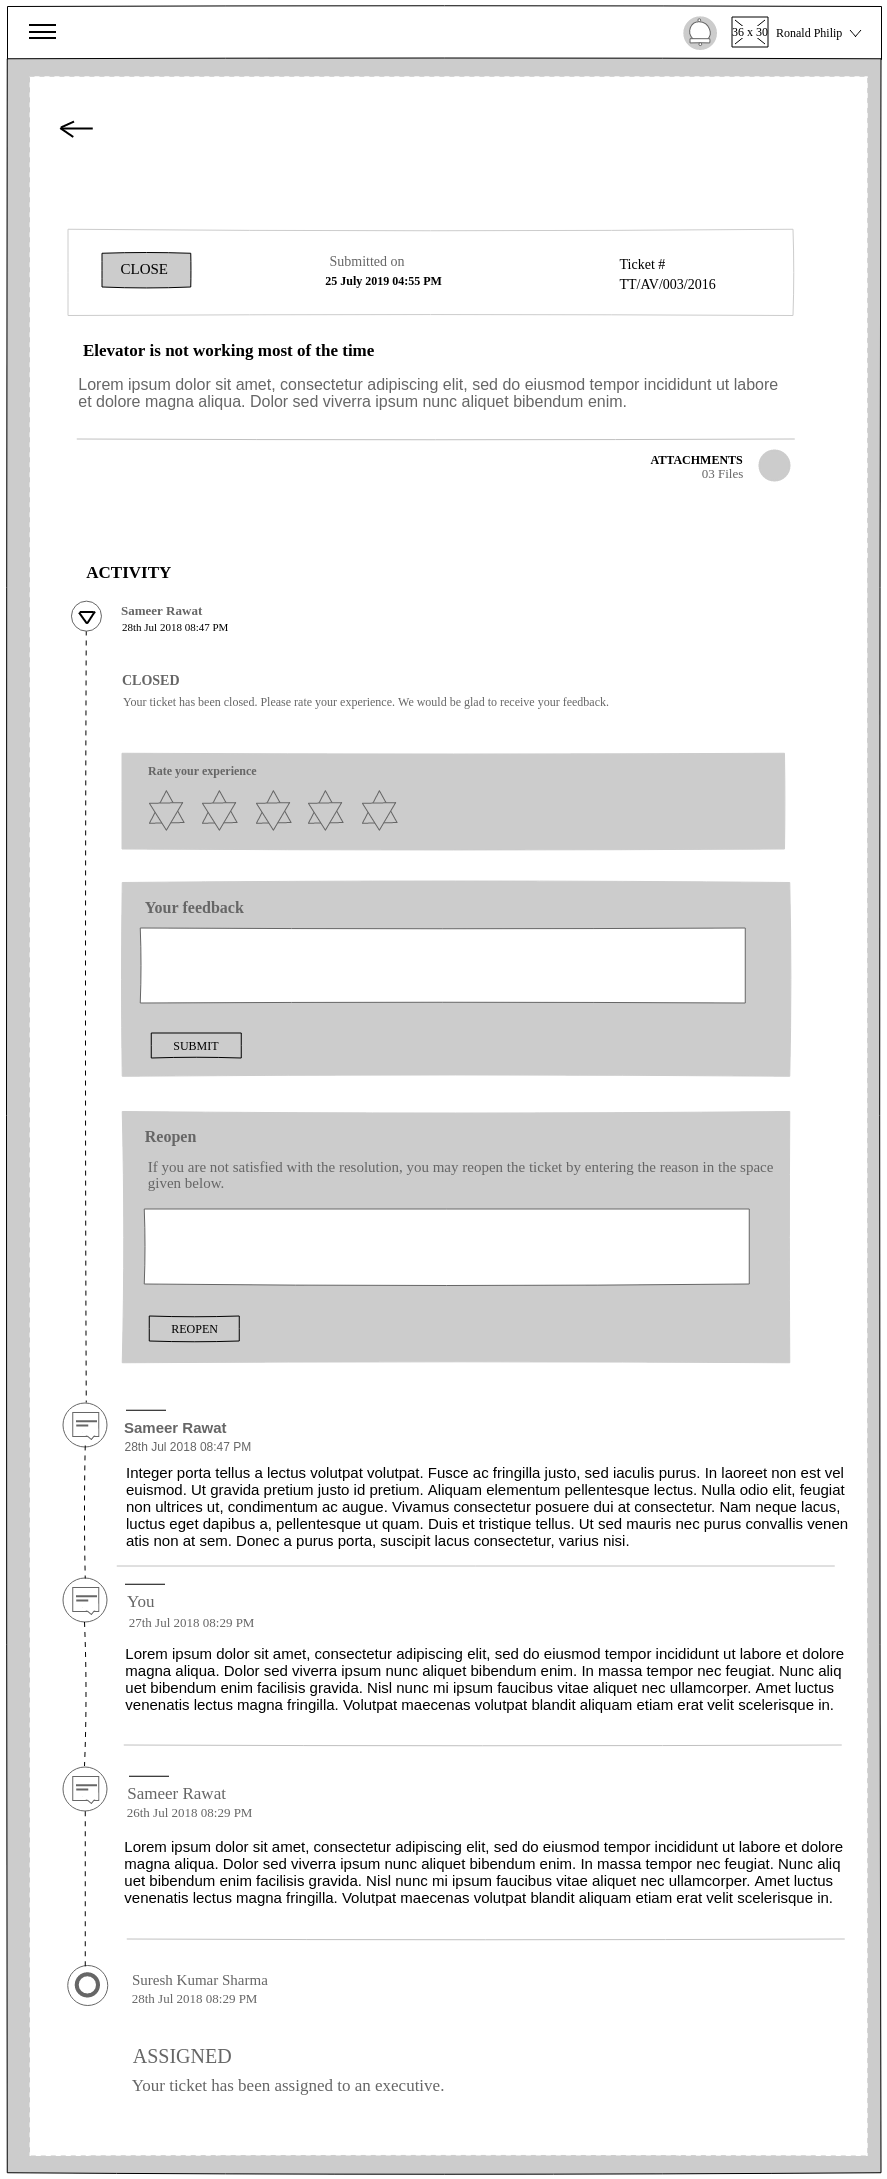 36 x 30
Ronald Philip
CLOSE
Submitted on
25 July 2019 04:55 PM
Ticket #
TT/AV/003/2016
Elevator is not working most of the time
Lorem ipsum dolor sit amet, consectetur adipiscing elit, sed do eiusmod tempor incididunt ut labore
et dolore magna aliqua. Dolor sed viverra ipsum nunc aliquet bibendum enim.
ATTACHMENTS
03 Files
ACTIVITY
Sameer Rawat
28th Jul 2018 08:47 PM
CLOSED
Your ticket has been closed. Please rate your experience. We would be glad to receive your feedback.
Rate your experience
Your feedback
SUBMIT
Reopen
If you are not satisfied with the resolution, you may reopen the ticket by entering the reason in the space
given below.
REOPEN
Sameer Rawat
28th Jul 2018 08:47 PM
Integer porta tellus a lectus volutpat volutpat. Fusce ac fringilla justo, sed iaculis purus. In laoreet non est vel
euismod. Ut gravida pretium justo id pretium. Aliquam elementum pellentesque lectus. Nulla odio elit, feugiat
non ultrices ut, condimentum ac augue. Vivamus consectetur posuere dui at consectetur. Nam neque lacus,
luctus eget dapibus a, pellentesque ut quam. Duis et tristique tellus. Ut sed mauris nec purus convallis venen
atis non at sem. Donec a purus porta, suscipit lacus consectetur, varius nisi.
You
27th Jul 2018 08:29 PM
Lorem ipsum dolor sit amet, consectetur adipiscing elit, sed do eiusmod tempor incididunt ut labore et dolore
magna aliqua. Dolor sed viverra ipsum nunc aliquet bibendum enim. In massa tempor nec feugiat. Nunc aliq
uet bibendum enim facilisis gravida. Nisl nunc mi ipsum faucibus vitae aliquet nec ullamcorper. Amet luctus
venenatis lectus magna fringilla. Volutpat maecenas volutpat blandit aliquam etiam erat velit scelerisque in.
Sameer Rawat
26th Jul 2018 08:29 PM
Lorem ipsum dolor sit amet, consectetur adipiscing elit, sed do eiusmod tempor incididunt ut labore et dolore
magna aliqua. Dolor sed viverra ipsum nunc aliquet bibendum enim. In massa tempor nec feugiat. Nunc aliq
uet bibendum enim facilisis gravida. Nisl nunc mi ipsum faucibus vitae aliquet nec ullamcorper. Amet luctus
venenatis lectus magna fringilla. Volutpat maecenas volutpat blandit aliquam etiam erat velit scelerisque in.
Suresh Kumar Sharma
28th Jul 2018 08:29 PM
ASSIGNED
Your ticket has been assigned to an executive.